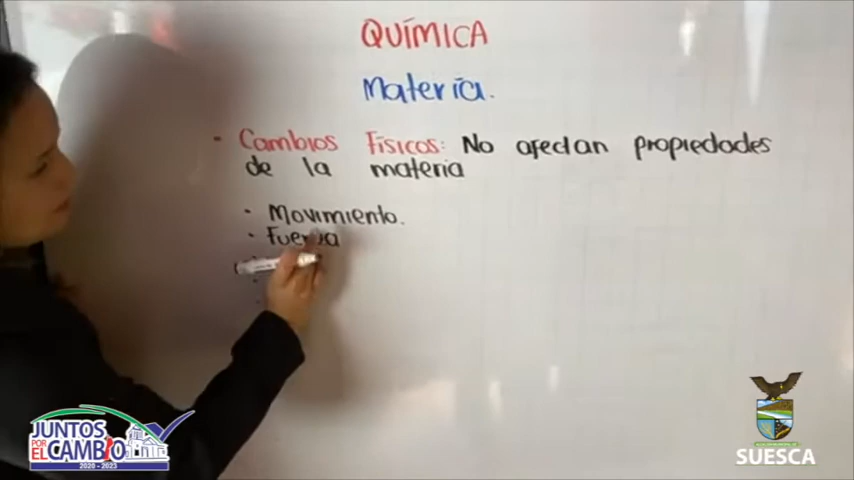 QUÍMICA
Materia.
- Cambios Físicos: No afectan propiedades
de la materia
- Movimiento.
- Fuerza
JUNTOS
POR
EL CAMBIO
2020 - 2023
SUESCA